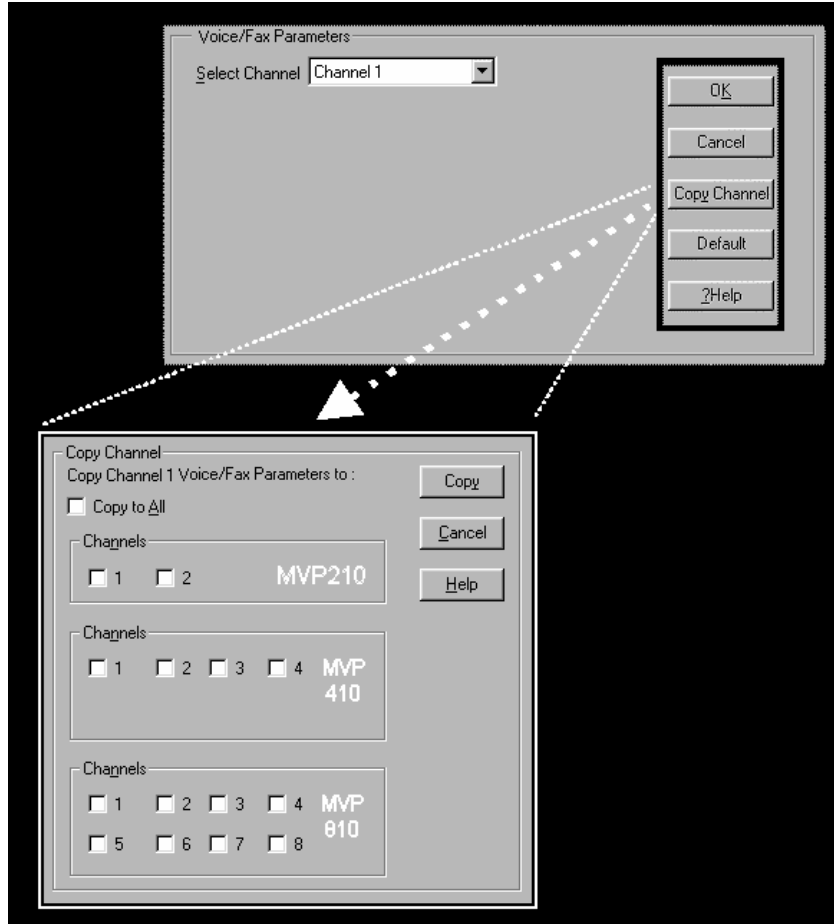 Voice/Fax Parameters
Select Channel Channel 1
OK
Cancel
Copy Channel
Default
?Help
Copy Channel
Copy Channel 1 Voice/Fax Parameters to :
Copy
Copy to All
Cancel
Channels
1 2 MVP210
Help
Channels
1 2 3 4 MVP
410
Channels
1 2 3 4 MVP
5 6 7 8 810